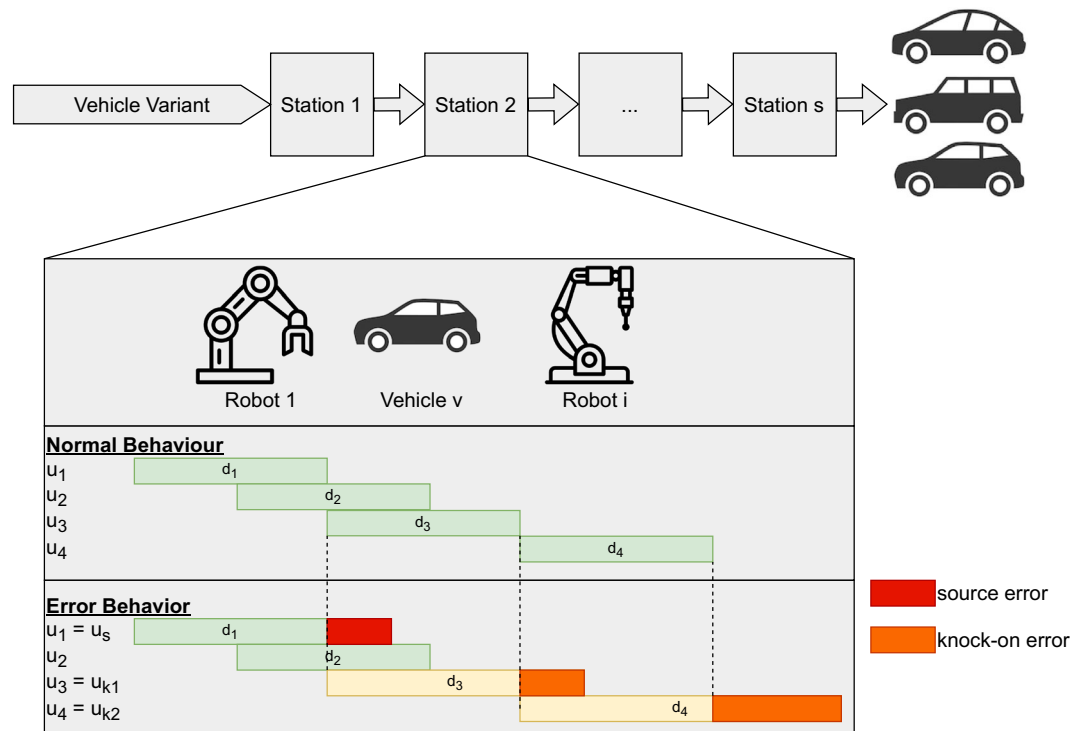 Vehicle Variant
Station 1
Station 2
...
Station s
Robot 1
Vehicle v
Robot i
Normal Behaviour
u₁
d₁
u₂
d₂
u₃
d₃
u₄
d₄
Error Behavior
u₁ = uₛ
d₁
u₂
d₂
u₃ = uₖ₁
d₃
u₄ = uₖ₂
d₄
source error
knock-on error